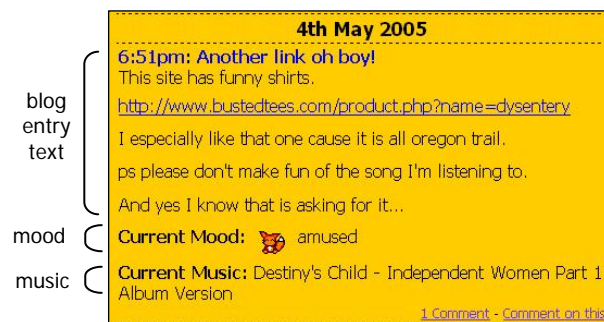 4th May 2005
6:51pm: Another link oh boy!
This site has funny shirts.
http://www.bustedtees.com/product.php?name=dysentery
I especially like that one cause it is all oregon trail.
ps please don't make fun of the song I'm listening to.
And yes I know that is asking for it...
Current Mood: amused
Current Music: Destiny's Child - Independent Women Part 1
Album Version
1 Comment - Comment on this
blog
entry
text
mood
music